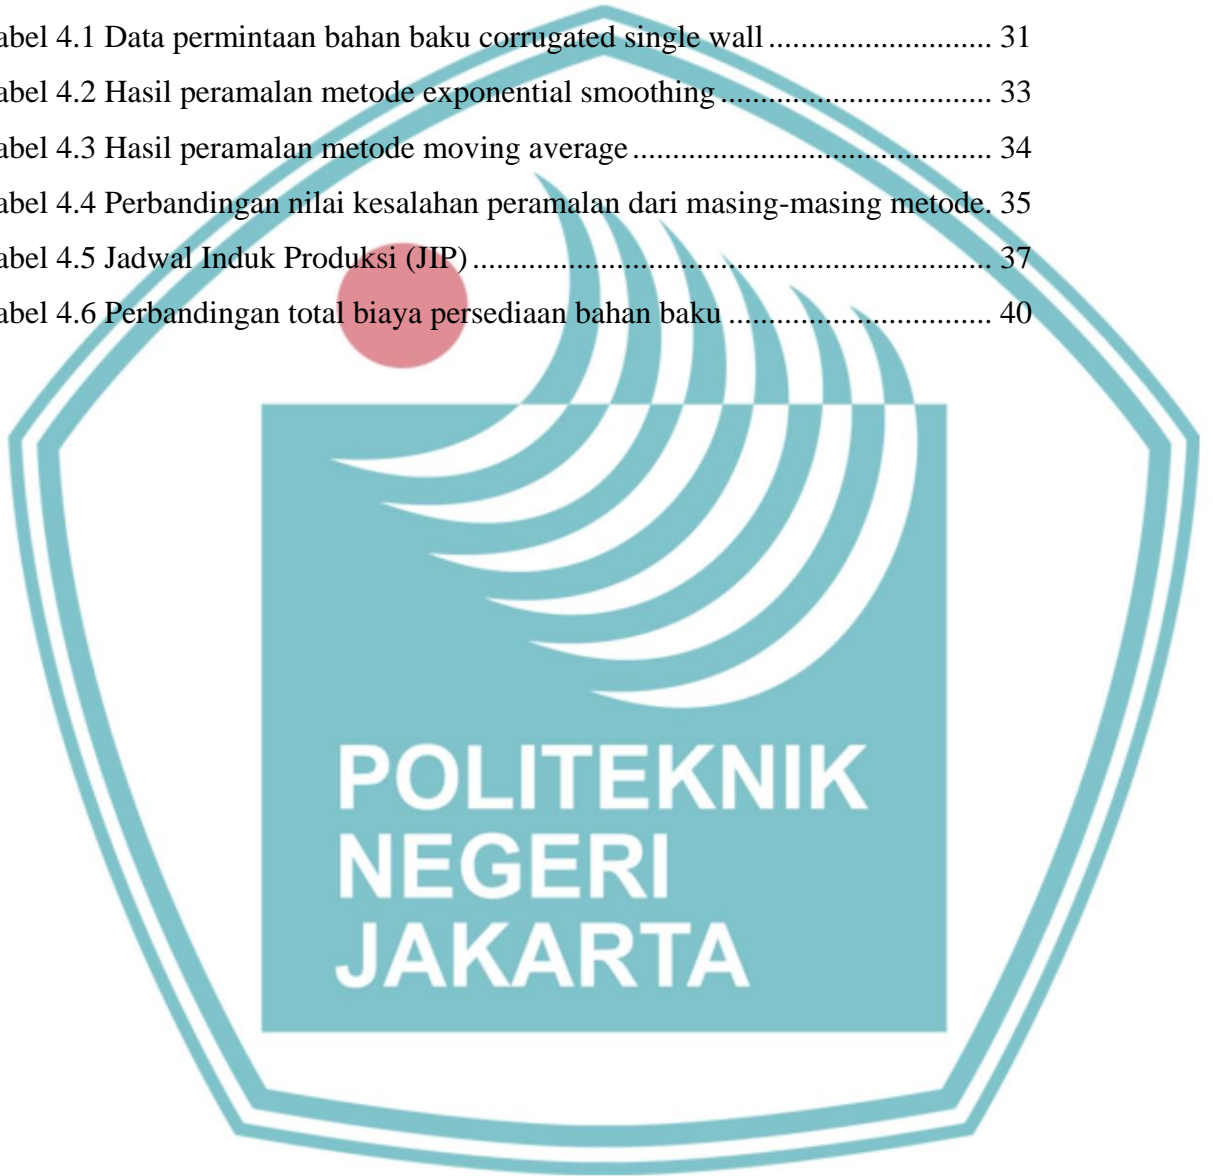 abel 4.1 Data permintaan bahan baku corrugated single wall ............................ 31
abel 4.2 Hasil peramalan metode exponential smoothing .................................. 33
abel 4.3 Hasil peramalan metode moving average ............................................. 34
abel 4.4 Perbandingan nilai kesalahan peramalan dari masing-masing metode. 35
abel 4.5 Jadwal Induk Produksi (JIP) ................................................................. 37
abel 4.6 Perbandingan total biaya persediaan bahan baku ................................. 40
POLITEKNIK
NEGERI
JAKARTA